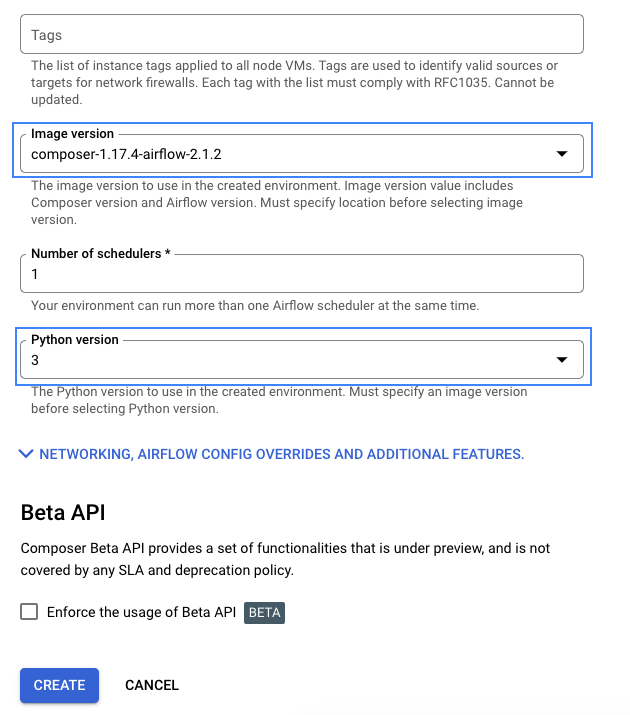 Tags
The list of instance tags applied to all node VMs. Tags are used to identify valid sources or
targets for network firewalls. Each tag with the list must comply with RFC1035. Cannot be
updated.
Image version
composer-1.17.4-airflow-2.1.2
The image version to use in the created environment. Image version value includes
Composer version and Airflow version. Must specify location before selecting image
version.
Number of schedulers *
1
Your environment can run more than one Airflow scheduler at the same time.
Python version
3
The Python version to use in the created environment. Must specify an image version
before selecting Python version.
NETWORKING, AIRFLOW CONFIG OVERRIDES AND ADDITIONAL FEATURES.
Beta API
Composer Beta API provides a set of functionalities that is under preview, and is not
covered by any SLA and deprecation policy.
Enforce the usage of Beta API BETA
CREATE CANCEL